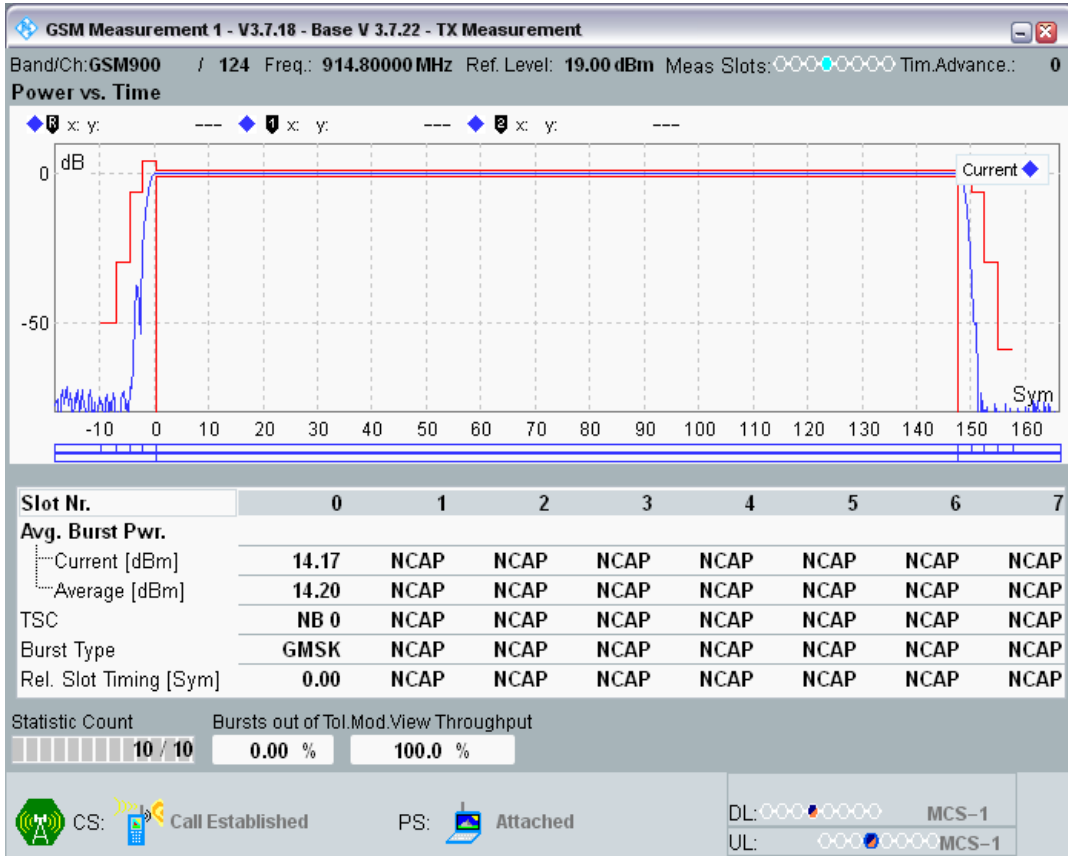 GSM Measurement 1 - V3.7.18 - Base V 3.7.22 - TX Measurement
Band/Ch:GSM900 / 124 Freq.: 914.80000 MHz Ref. Level: 19.00 dBm Meas Slots: Tim.Advance.: 0
Power vs. Time
R x: y: --- 1 x: y: --- 2 x: y: ---
dB
Current
0
-50
Sym
-10 0 10 20 30 40 50 60 70 80 90 100 110 120 130 140 150 160
Slot Nr. 0 1 2 3 4 5 6 7
Avg. Burst Pwr.
Current [dBm] 14.17 NCAP NCAP NCAP NCAP NCAP NCAP NCAP
Average [dBm] 14.20 NCAP NCAP NCAP NCAP NCAP NCAP NCAP
TSC NB 0 NCAP NCAP NCAP NCAP NCAP NCAP NCAP
Burst Type GMSK NCAP NCAP NCAP NCAP NCAP NCAP NCAP
Rel. Slot Timing [Sym] 0.00 NCAP NCAP NCAP NCAP NCAP NCAP NCAP
Statistic Count Bursts out of Tol.Mod.View Throughput
10 / 10 0.00 % 100.0 %
CS: Call Established PS: Attached
DL: MCS-1
UL: MCS-1